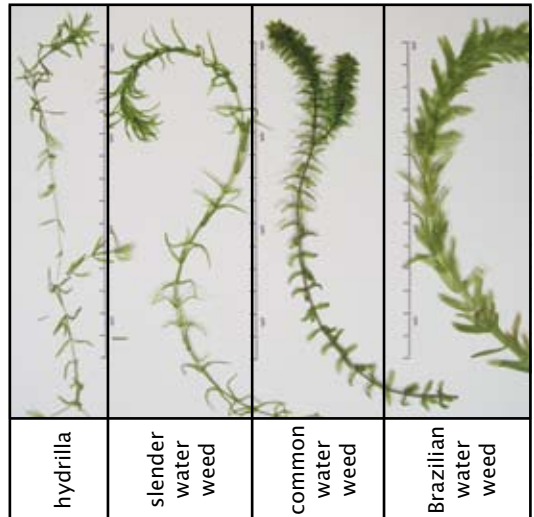 hydrilla
slender
water
weed
common
water
weed
Brazilian
water
weed